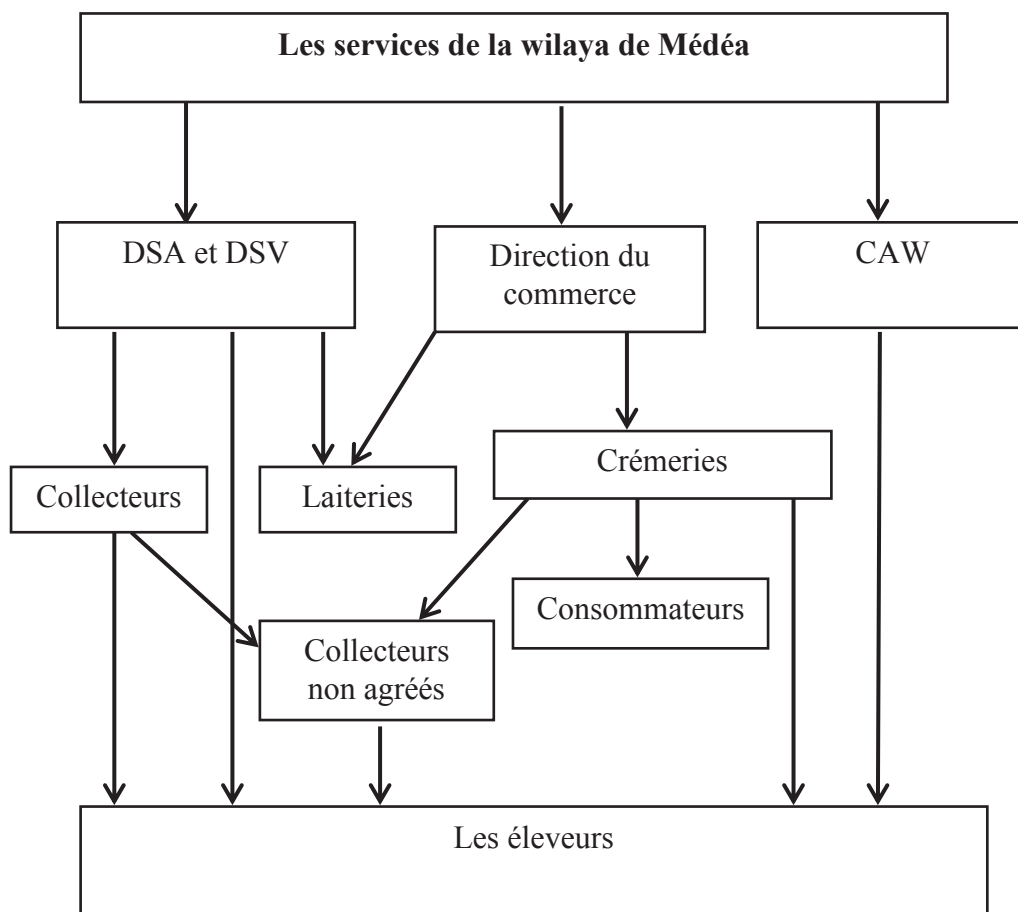 Les services de la wilaya de Médéa
DSA et DSV
Direction du
commerce
CAW
Collecteurs
Laiteries
Crémeries
Consommateurs
Collecteurs
non agréés
Les éleveurs